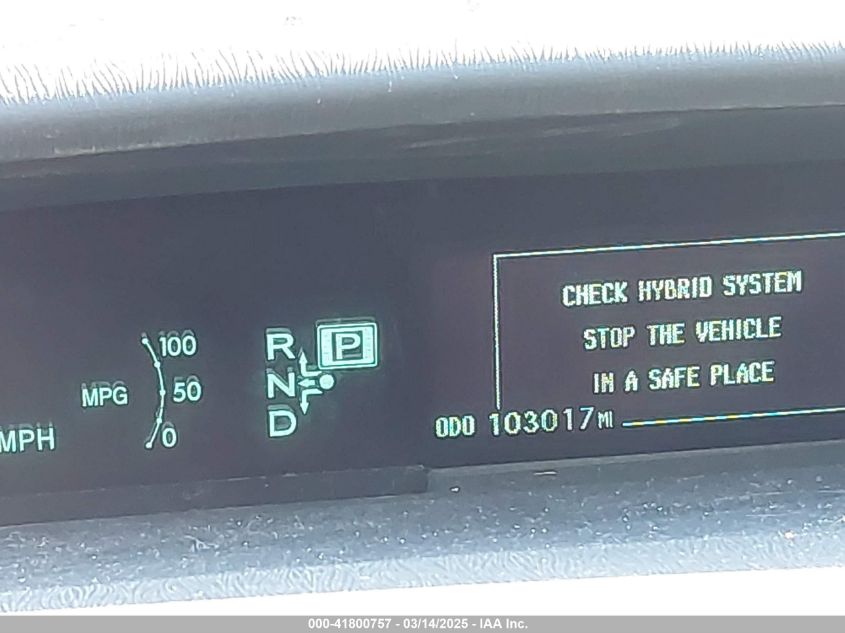 CHECK HYBRID SYSTEM
STOP THE VEHICLE
IN A SAFE PLACE
ODO 103017 MI
100
MPG 50
0
MPH
R P
N
D
000-41800757 - 03/14/2025 - IAA Inc.